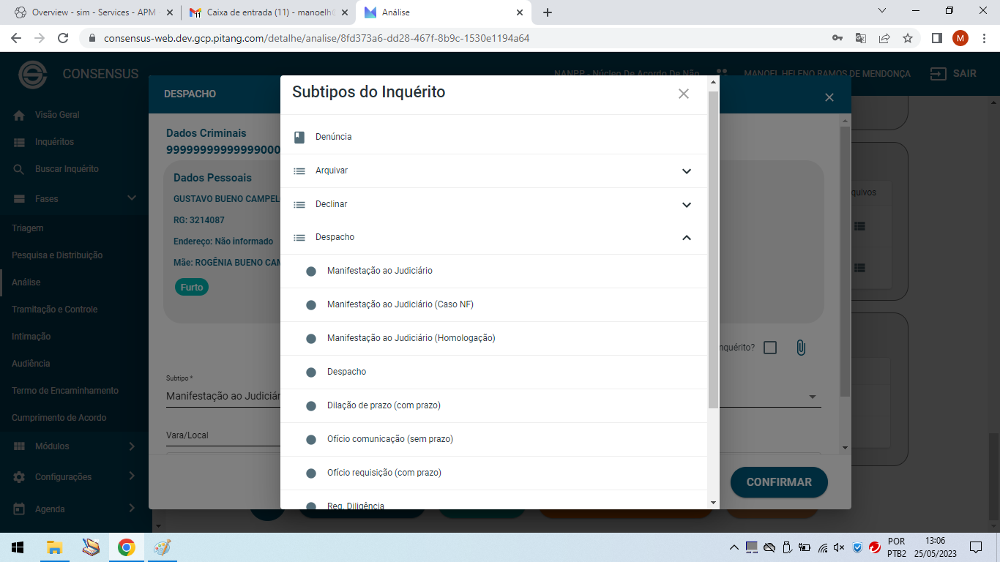 Overview - sim - Services - APM -
Caixa de entrada (11) - manoelh
Análise
consensus-web.dev.gcp.pitang.com/detalhe/analise/8fd373a6-dd28-467f-8b9c-1530e1194a64
M
CONSENSUS
NANPP - Núcleo De Acordo De Não
MANOEL HELENO RAMOS DE MENDONÇA
SAIR
Visão Geral
Inquéritos
Buscar Inquérito
Fases
Triagem
Pesquisa e Distribuição
Análise
Tramitação e Controle
Intimação
Audiência
Termo de Encaminhamento
Cumprimento de Acordo
Módulos
Configurações
Agenda
DESPACHO
Dados Criminais
99999999999999000
Dados Pessoais
GUSTAVO BUENO CAMPEL
RG: 3214087
Endereço: Não informado
Mãe: ROGÊNIA BUENO CAM
Furto
Subtipo *
Manifestação ao Judiciár
Vara/Local
nquérito?
quivos
CONFIRMAR
Subtipos do Inquérito
Denúncia
Arquivar
Declinar
Despacho
Manifestação ao Judiciário
Manifestação ao Judiciário (Caso NF)
Manifestação ao Judiciário (Homologação)
Despacho
Dilação de prazo (com prazo)
Ofício comunicação (sem prazo)
Ofício requisição (com prazo)
Req. Diligência
POR
PTB2
13:06
25/05/2023